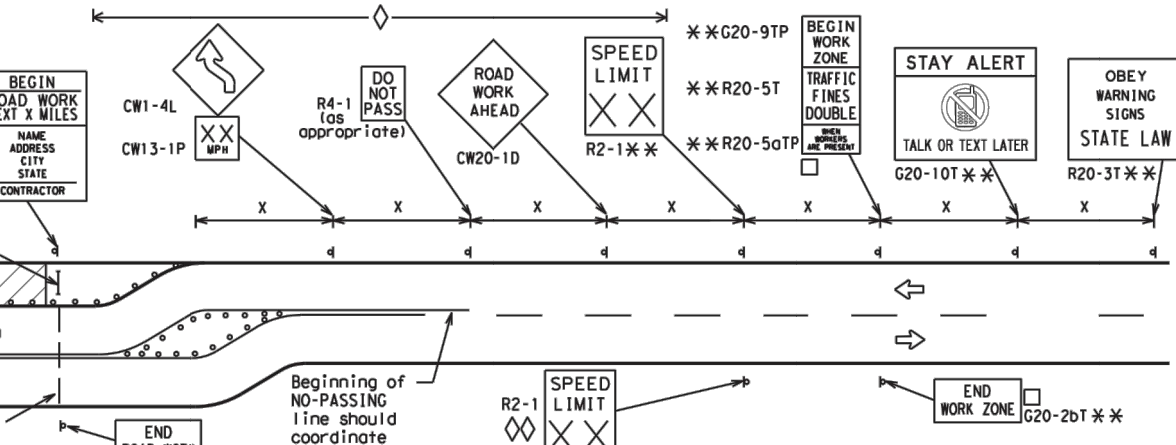 BEGIN
ROAD WORK
NEXT X MILES
NAME
ADDRESS
CITY
STATE
CONTRACTOR
CW1-4L
CW13-1P
XX
MPH
R4-1
(as
appropriate)
DO
NOT
PASS
ROAD
WORK
AHEAD
CW20-1D
SPEED
LIMIT
X X
R2-1**
**G20-9TP
**R20-5T
**R20-5aTP
BEGIN
WORK
ZONE
TRAFFIC
FINES
DOUBLE
WHEN
WORKERS
ARE PRESENT
STAY ALERT
TALK OR TEXT LATER
G20-10T**
OBEY
WARNING
SIGNS
STATE LAW
R20-3T**
X X X X X X X
Beginning of
NO-PASSING
line should
coordinate
R2-1
SPEED
LIMIT
X X
END
WORK ZONE
G20-2bT**
END
ROAD WORK